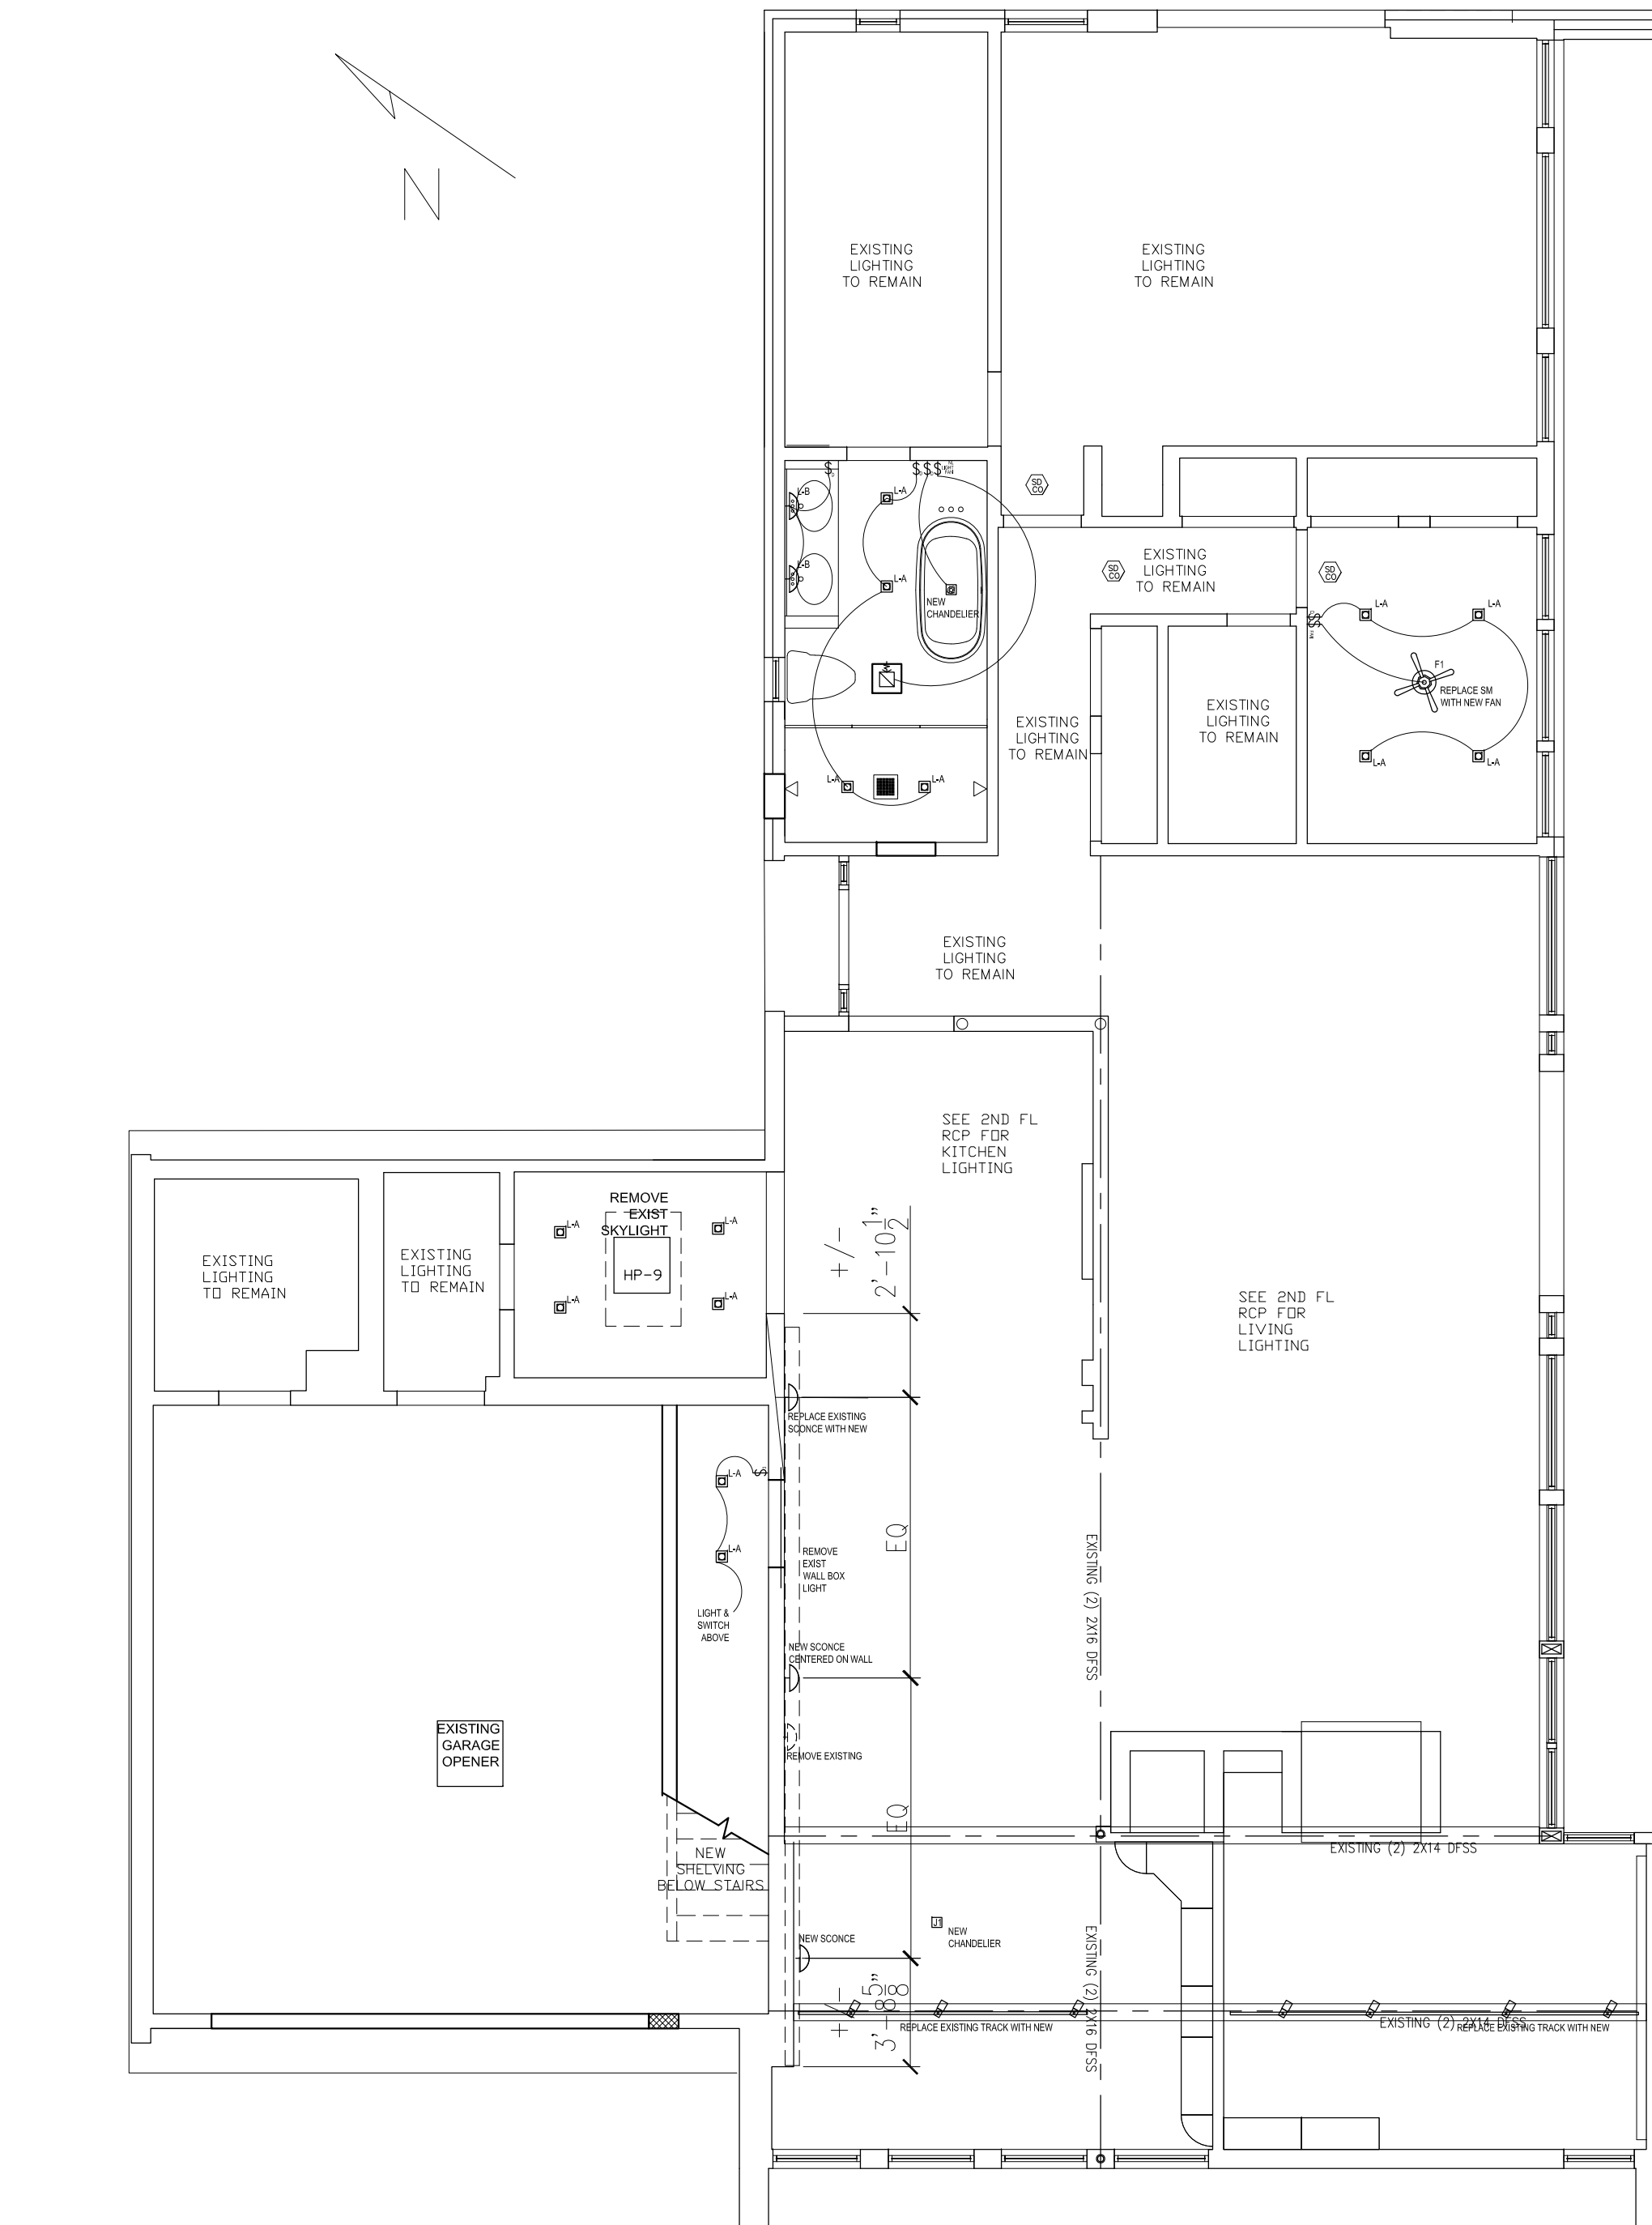 N
EXISTING
LIGHTING
TO REMAIN
EXISTING
LIGHTING
TO REMAIN
$
$
$
$
LIGHT
FAN
L-B
L-A
SD
CO
L-B
L-A
NEW
CHANDELIER
EXISTING
LIGHTING
TO REMAIN
SD
CO
SD
CO
L-A
L-A
$
$
F1
REPLACE SM
WITH NEW FAN
L-A
L-A
EXISTING
LIGHTING
TO REMAIN
EXISTING
LIGHTING
TO REMAIN
L-A
L-A
EXISTING
LIGHTING
TO REMAIN
SEE 2ND FL
RCP FOR
KITCHEN
LIGHTING
REMOVE
EXIST
SKYLIGHT
HP-9
L-A
L-A
L-A
L-A
EXISTING
LIGHTING
TO REMAIN
EXISTING
LIGHTING
TO REMAIN
+/-
2'-10 1/2"
SEE 2ND FL
RCP FOR
LIVING
LIGHTING
REPLACE EXISTING
SCONCE WITH NEW
L-A
$
L-A
LIGHT &
SWITCH
ABOVE
REMOVE
EXIST
WALL BOX
LIGHT
EQ
EXISTING (2) 2X16 DFSS
NEW SCONCE
CENTERED ON WALL
REMOVE EXISTING
EXISTING
GARAGE
OPENER
EQ
NEW
SHELVING
BELOW STAIRS
EXISTING (2) 2X14 DFSS
J1
NEW
CHANDELIER
NEW SCONCE
EXISTING (2) 2X16 DFSS
+/-
3'-8 5/8"
REPLACE EXISTING TRACK WITH NEW
EXISTING (2) 2X14 DFSS
REPLACE EXISTING TRACK WITH NEW